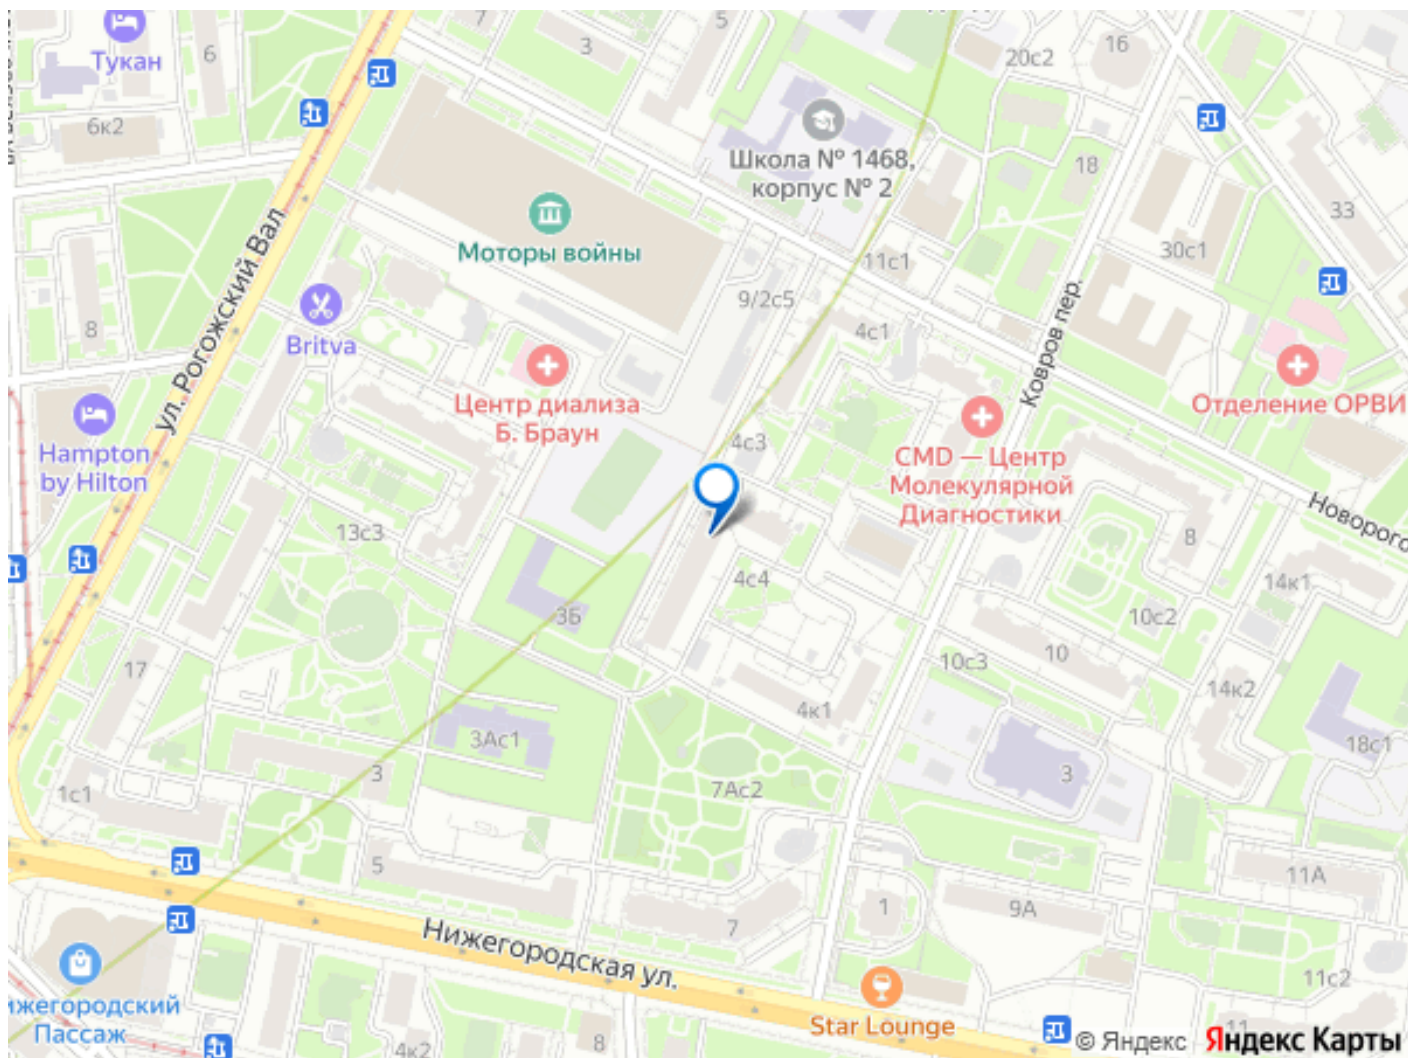 Тукан
6
6к2
7
3
5
20с2
16
Школа № 1468,
корпус № 2
18
33
30с1
11с1
Моторы войны
9/2с5
4с1
ул. Рогожский Вал
Britva
8
Ковров пер.
Центр диализа
Б. Браун
Отделение ОРВИ
Hampton
by Hilton
4с3
CMD — Центр
Молекулярной
Диагностики
Новорого
13с3
8
14к1
4с4
3Б
10с2
10
10с3
17
14к2
4к1
18с1
3Ас1
3
3
7Ас2
1с1
5
11А
1
9А
7
Нижегородская ул.
11с2
ижегородский
Пассаж
Star Lounge
4к2
8
11
© Яндекс
Яндекс Карты